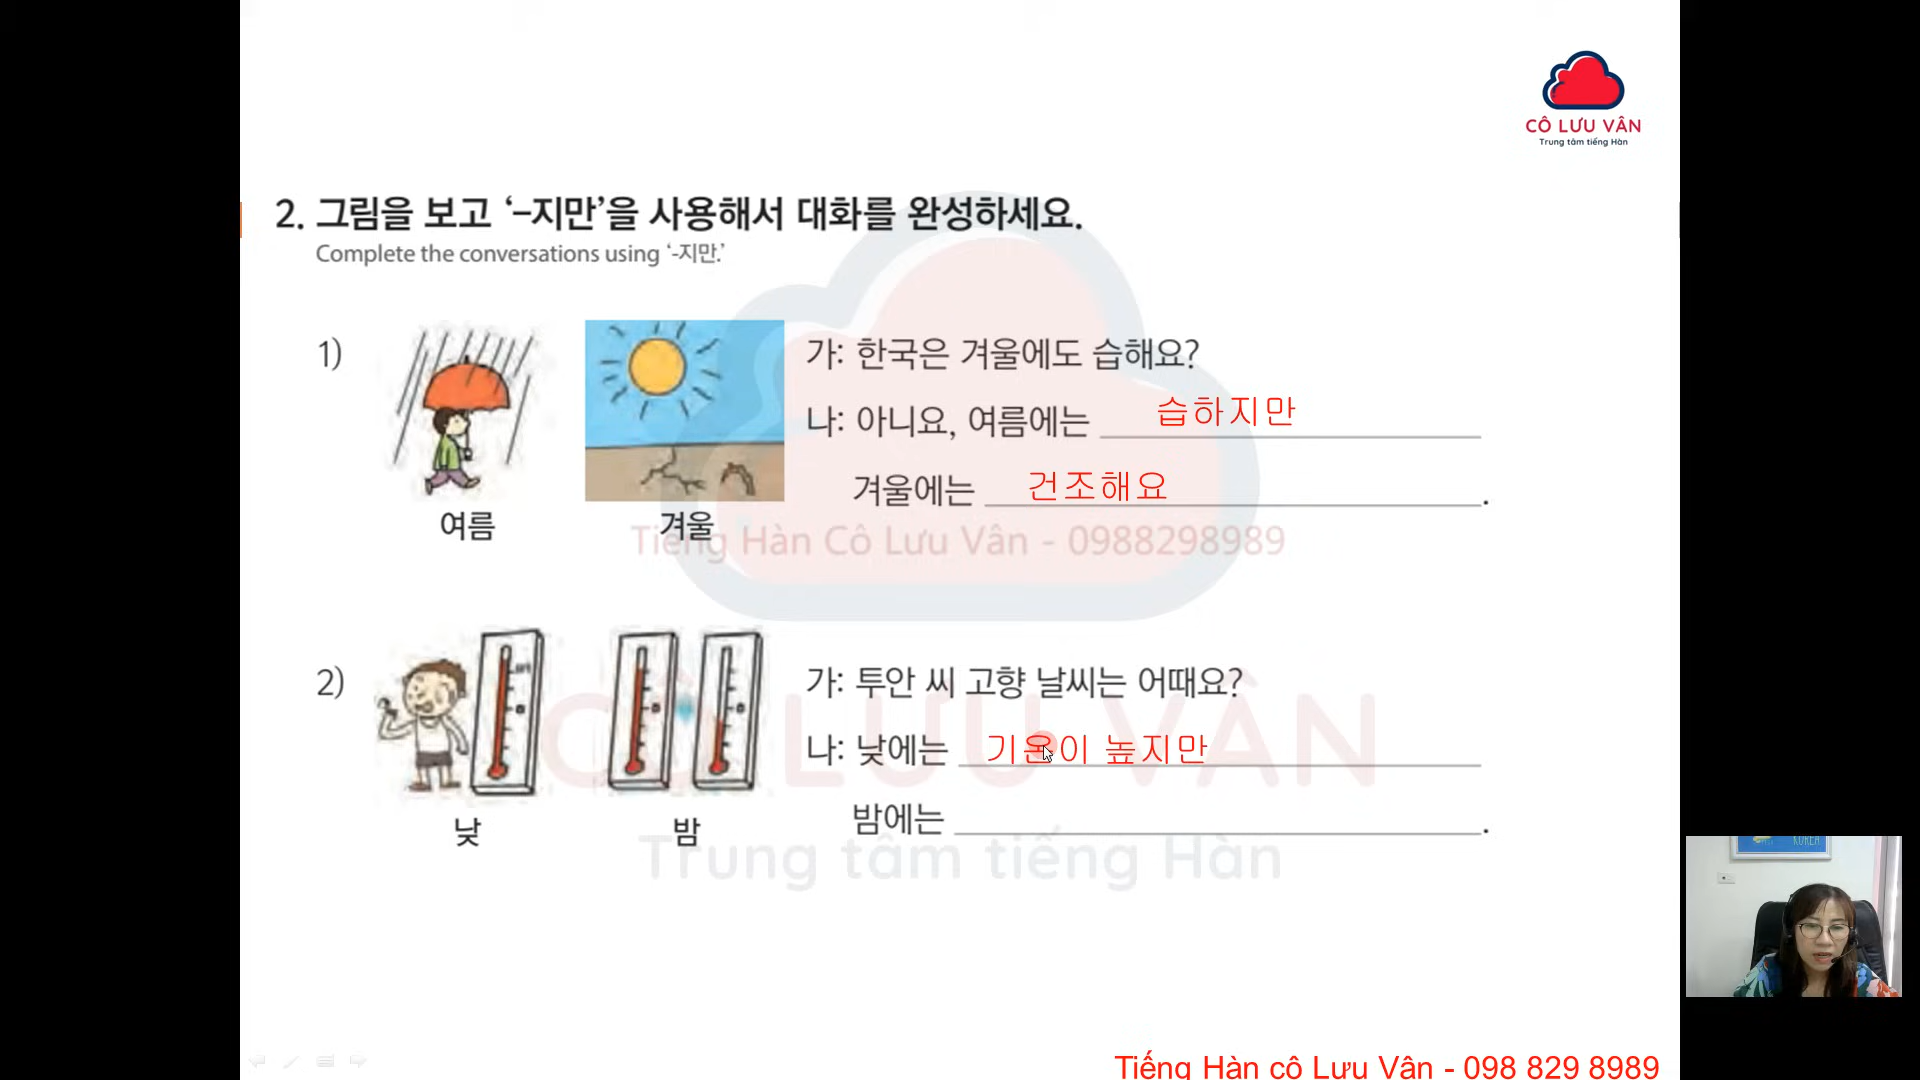 CÔ LƯU VÂN
Trung tâm tiếng Hàn
2. 그림을 보고 ‘–지만’을 사용해서 대화를 완성하세요.
Complete the conversations using ‘-지만.’
1)
가: 한국은 겨울에도 습해요?
나: 아니요, 여름에는 습하지만
겨울에는 건조해요.
여름
겨울
Tiếng Hàn Cô Lưu Vân - 0988298989
2)
가: 투안 씨 고향 날씨는 어때요?
나: 낮에는 기온이 높지만
밤에는 .
낮
밤
CÔ LƯU VÂN
Trung tâm tiếng Hàn
KOREA
Tiếng Hàn cô Lưu Vân - 098 829 8989